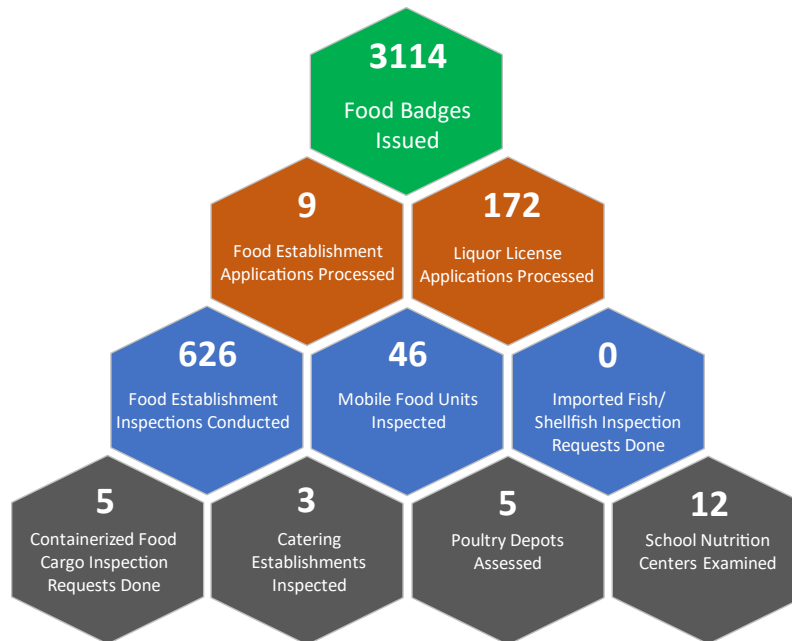 3114
Food Badges
Issued
9
Food Establishment
Applications Processed
172
Liquor License
Applications Processed
626
Food Establishment
Inspections Conducted
46
Mobile Food Units
Inspected
0
Imported Fish/
Shellfish Inspection
Requests Done
5
Containerized Food
Cargo Inspection
Requests Done
3
Catering
Establishments
Inspected
5
Poultry Depots
Assessed
12
School Nutrition
Centers Examined